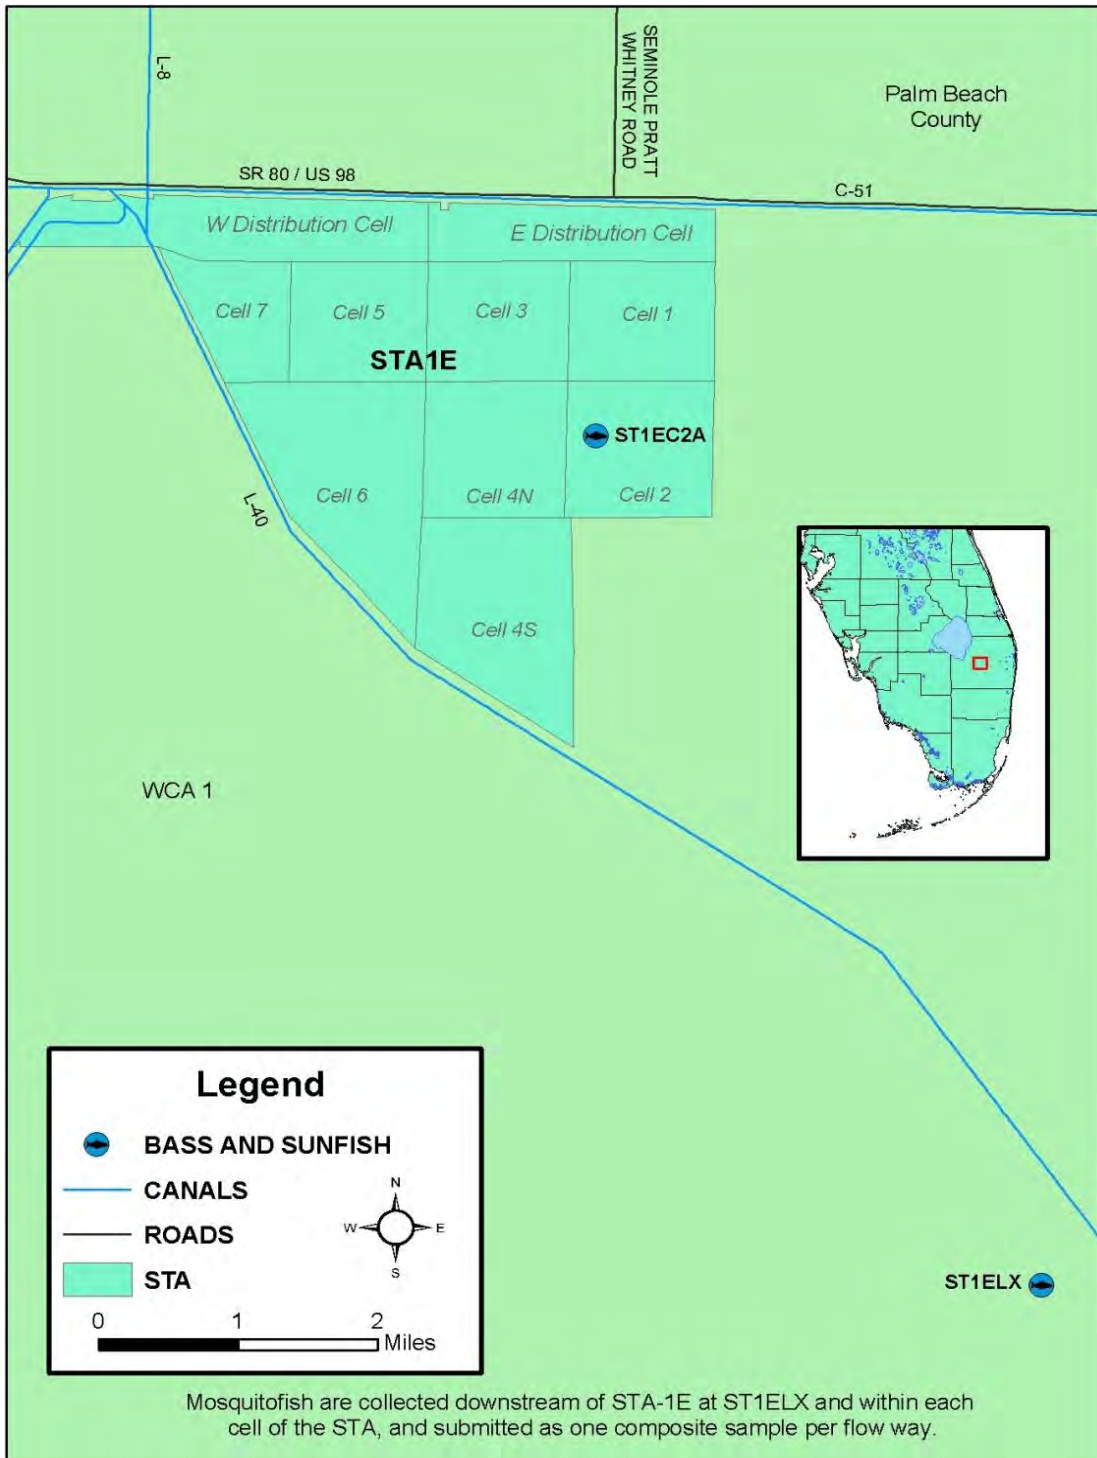 L-8
SEMINOLE PRATT
WHITNEY ROAD
Palm Beach
County
SR 80 / US 98
C-51
W Distribution Cell
E Distribution Cell
Cell 7
Cell 5
Cell 3
Cell 1
STA1E
ST1EC2A
Cell 6
Cell 4N
Cell 2
L-40
Cell 4S
WCA 1
Legend
BASS AND SUNFISH
CANALS
ROADS
STA
N
W
E
S
0 1 2
Miles
ST1ELX
Mosquitofish are collected downstream of STA-1E at ST1ELX and within each
cell of the STA, and submitted as one composite sample per flow way.